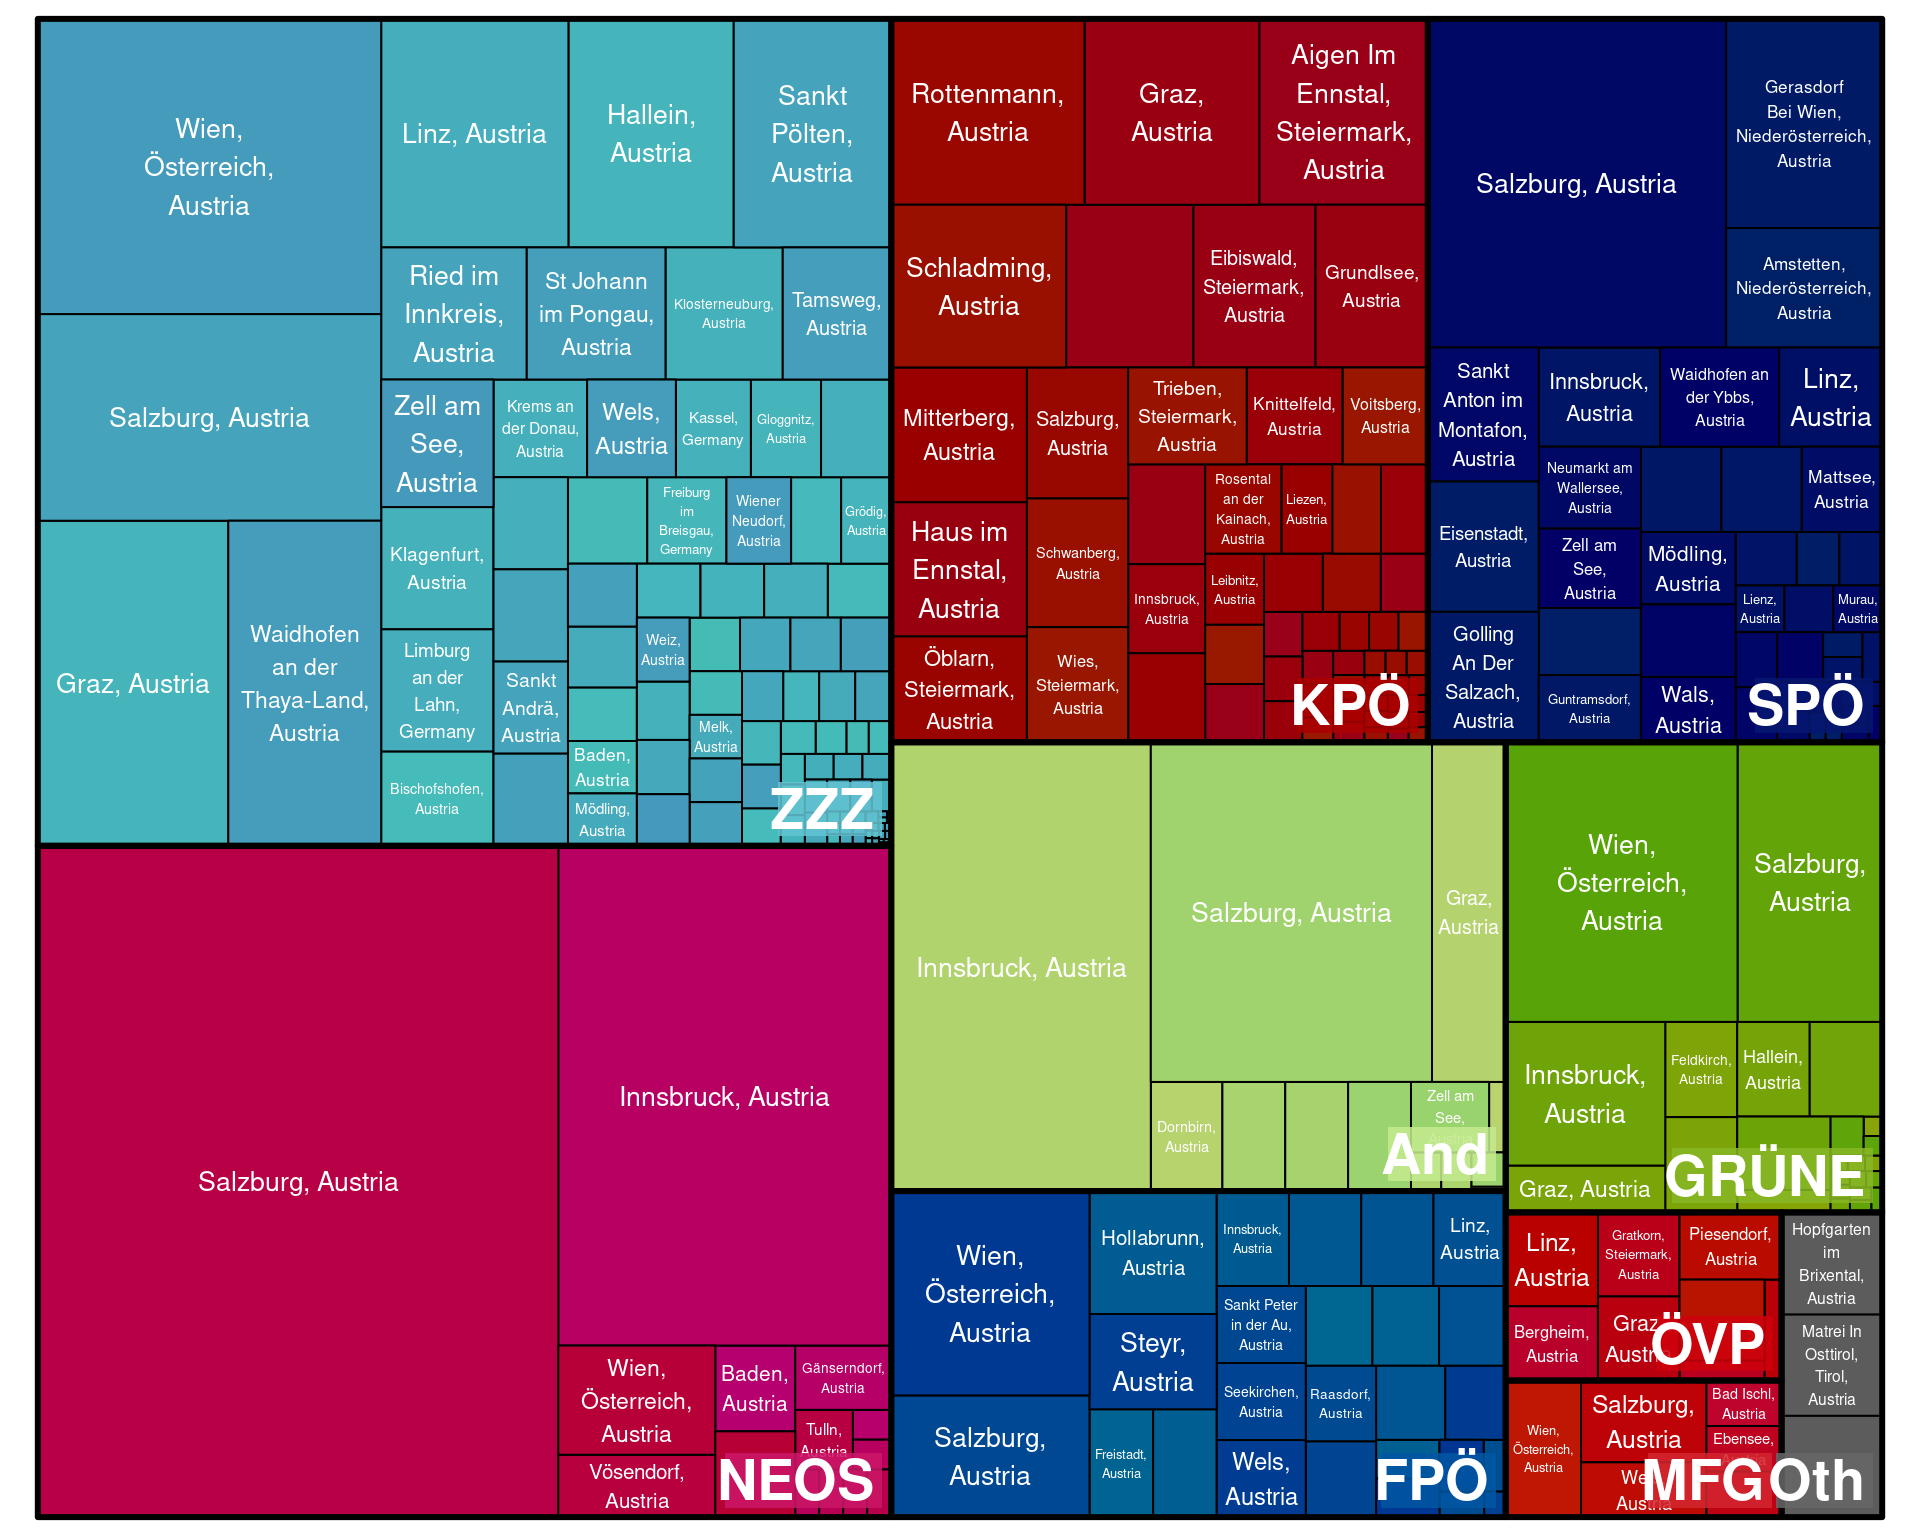 Wien,
Österreich,
Austria
Linz, Austria
Hallein,
Austria
Sankt
Pölten,
Austria
Salzburg, Austria
Ried im
Innkreis,
Austria
St Johann
im Pongau,
Austria
Klosterneuburg,
Austria
Tamsweg,
Austria
Zell am
See,
Austria
Krems an
der Donau,
Austria
Wels,
Austria
Kassel,
Germany
Gloggnitz,
Austria
Freiburg
im
Breisgau,
Germany
Wiener
Neudorf,
Austria
Grödig,
Austria
Graz, Austria
Waidhofen
an der
Thaya-Land,
Austria
Klagenfurt,
Austria
Limburg
an der
Lahn,
Germany
Bischofshofen,
Austria
Sankt
Andrä,
Austria
Weiz,
Austria
Melk,
Austria
Baden,
Austria
Mödling,
Austria
ZZZ
Rottenmann,
Austria
Graz,
Austria
Aigen Im
Ennstal,
Steiermark,
Austria
Schladming,
Austria
Eibiswald,
Steiermark,
Austria
Grundlsee,
Austria
Mitterberg,
Austria
Salzburg,
Austria
Trieben,
Steiermark,
Austria
Knittelfeld,
Austria
Voitsberg,
Austria
Haus im
Ennstal,
Austria
Schwanberg,
Austria
Rosental
an der
Kainach,
Austria
Liezen,
Austria
Innsbruck,
Austria
Leibnitz,
Austria
Öblarn,
Steiermark,
Austria
Wies,
Steiermark,
Austria
KPÖ
Salzburg, Austria
Gerasdorf
Bei Wien,
Niederösterreich,
Austria
Amstetten,
Niederösterreich,
Austria
Sankt
Anton im
Montafon,
Austria
Innsbruck,
Austria
Waidhofen an
der Ybbs,
Austria
Linz,
Austria
Neumarkt am
Wallersee,
Austria
Mattsee,
Austria
Eisenstadt,
Austria
Zell am
See,
Austria
Mödling,
Austria
Lienz,
Austria
Murau,
Austria
Golling
An Der
Salzach,
Austria
Guntramsdorf,
Austria
Wals,
Austria
SPÖ
Salzburg, Austria
Innsbruck, Austria
Wien,
Österreich,
Austria
Baden,
Austria
Gänserndorf,
Austria
Tulln,
Austria
Vösendorf,
Austria
NEOS
Innsbruck, Austria
Salzburg, Austria
Graz,
Austria
Dornbirn,
Austria
Zell am
See,
And
Wien,
Österreich,
Austria
Salzburg,
Austria
Innsbruck,
Austria
Feldkirch,
Austria
Hallein,
Austria
Graz, Austria
GRÜNE
Wien,
Österreich,
Austria
Hollabrunn,
Austria
Innsbruck,
Austria
Linz,
Austria
Steyr,
Austria
Sankt Peter
in der Au,
Austria
Seekirchen,
Austria
Raasdorf,
Austria
Salzburg,
Austria
Freistadt,
Austria
Wels,
Austria
FPÖ
Linz,
Austria
Gratkorn,
Steiermark,
Austria
Piesendorf,
Austria
Bergheim,
Austria
Graz,
Austria
ÖVP
Hopfgarten
im
Brixental,
Austria
Matrei In
Osttirol,
Tirol,
Austria
Oth
Wien,
Österreich,
Austria
Salzburg,
Austria
Bad Ischl,
Austria
Ebensee,
Austria
MFG